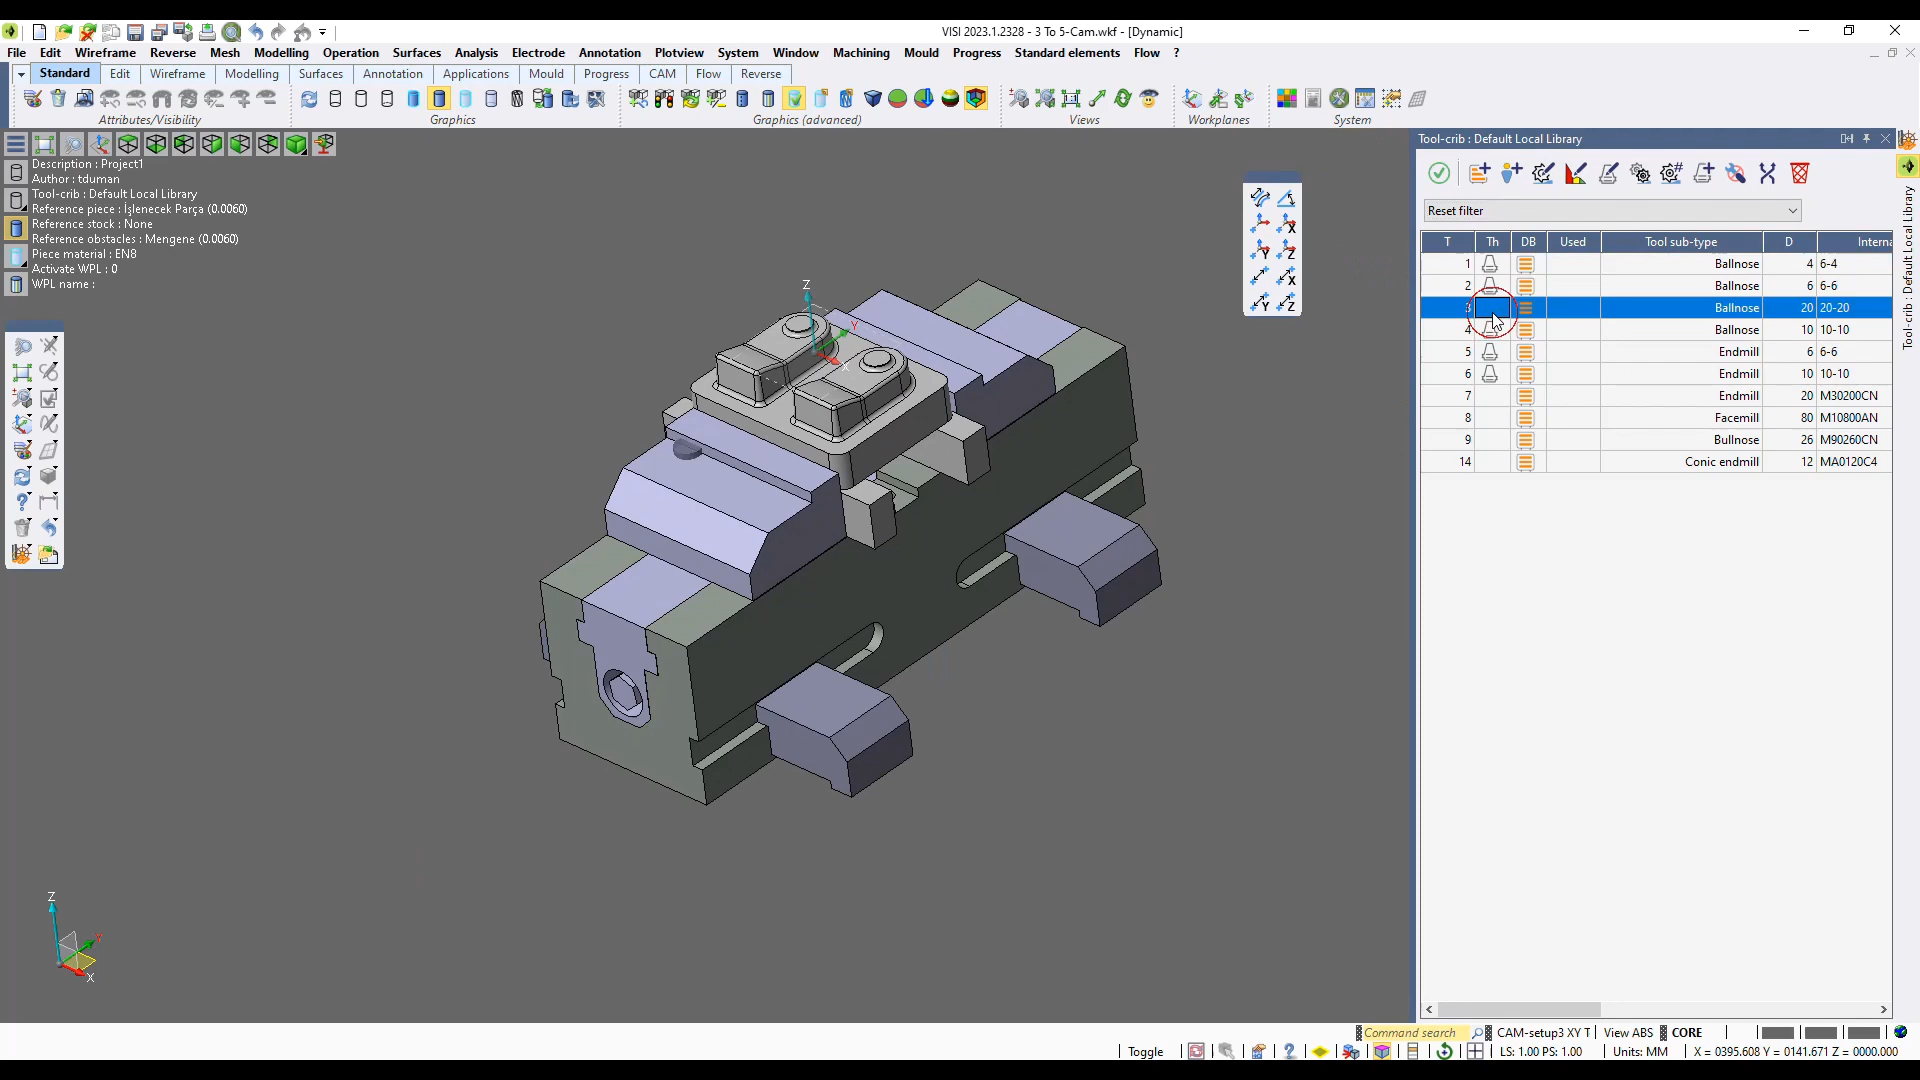 VISI 2023.1.2328 - 3 To 5-Cam.wkf - [Dynamic]
File Edit Wireframe Reverse Mesh Modelling Operation Surfaces Analysis Electrode Annotation Plotview System Window Machining Mould Progress Standard elements Flow ?
Standard Edit Wireframe Modelling Surfaces Annotation Applications Mould Progress CAM Flow Reverse
Attributes/Visibility Graphics Graphics (advanced) Views Workplanes System
Description : Project1
Author : tduman
Tool-crib : Default Local Library
Reference piece : İşlenecek Parça (0.0060)
Reference stock : None
Reference obstacles : Mengene (0.0060)
Piece material : EN8
Activate WPL : 0
WPL name :
Z
Y
X
X
Y Z
X
Y Z
Z
Y
X
Tool-crib : Default Local Library
Reset filter
T Th DB Used Tool sub-type D Interna
1 Ballnose 4 6-4
2 Ballnose 6 6-6
3 Ballnose 20 20-20
4 Ballnose 10 10-10
5 Endmill 6 6-6
6 Endmill 10 10-10
7 Endmill 20 M30200CN
8 Facemill 80 M10800AN
9 Bullnose 26 M90260CN
14 Conic endmill 12 MA0120C4
Tool-crib : Default Local Library
Command search CAM-setup3 XY T View ABS CORE
Toggle LS: 1.00 PS: 1.00 Units: MM X = 0395.608 Y = 0141.671 Z = 0000.000